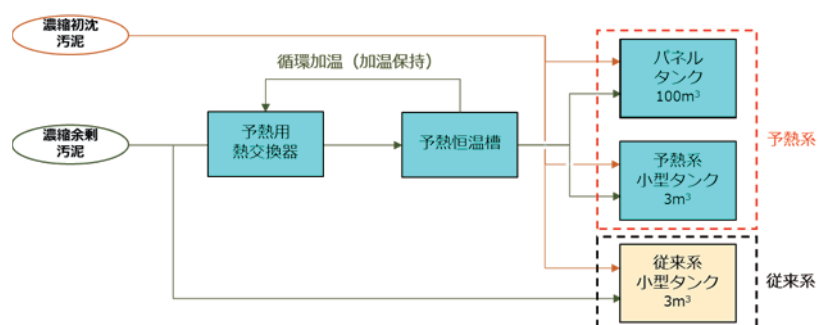 濃縮初沈
汚泥
循環加温（加温保持）
パネル
タンク
100m³
濃縮余剰
汚泥
予熱用
熱交換器
予熱恒温槽
予熱系
予熱系
小型タンク
3m³
従来系
小型タンク
3m³
従来系